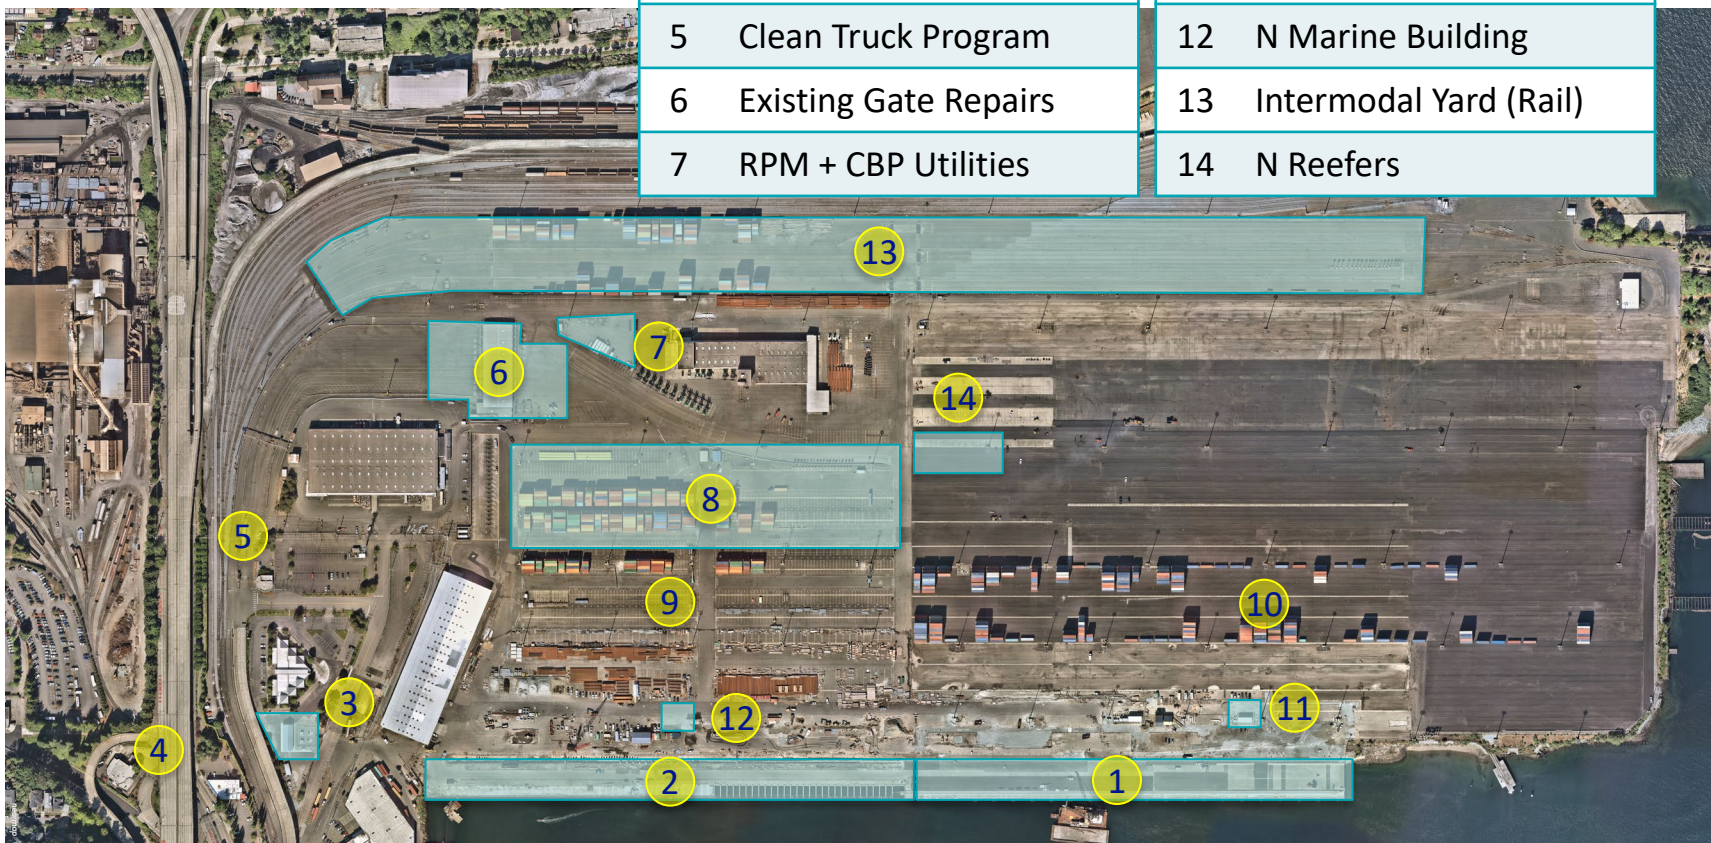 5 Clean Truck Program
6 Existing Gate Repairs
7 RPM + CBP Utilities
12 N Marine Building
13 Intermodal Yard (Rail)
14 N Reefers
13
7
6
14
8
5
9
10
3
11
12
4
2
1